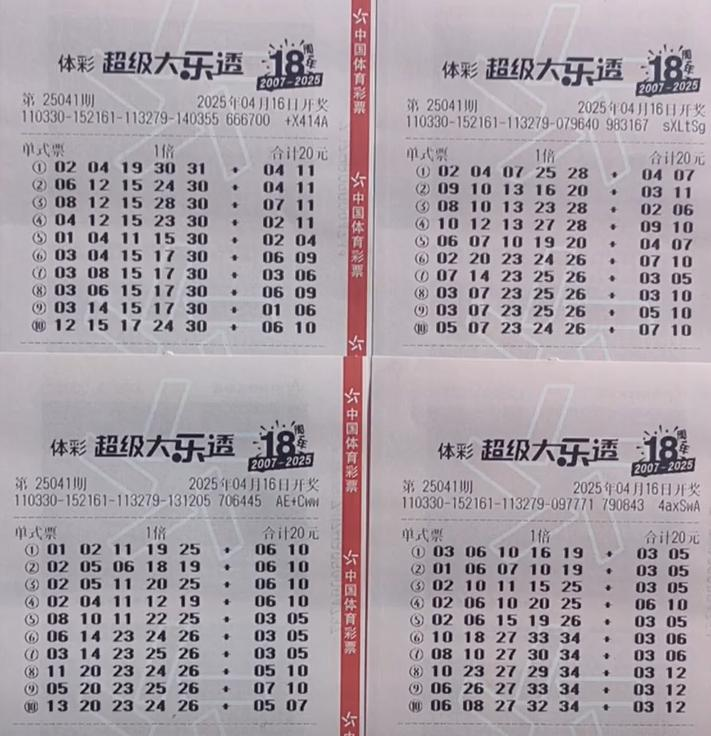 体彩 超级大乐透 18周年
2007-2025
第 25041期 2025年04月16日开奖
110330-152161-113279-140355 666700 +X414A
单式票 1倍 合计20元
① 02 04 19 30 31 + 04 11
② 06 12 15 24 30 + 04 11
③ 08 12 15 28 30 + 07 11
④ 04 12 15 23 30 + 02 11
⑤ 01 04 11 15 30 + 02 04
⑥ 03 04 15 17 30 + 06 09
⑦ 03 08 15 17 30 + 03 06
⑧ 03 06 15 17 30 + 06 09
⑨ 03 14 15 17 30 + 01 06
⑩ 12 15 17 24 30 + 06 10
中国体育彩票
中国体育彩票
体彩 超级大乐透 18周年
2007-2025
第 25041期 2025年04月16日开奖
110330-152161-113279-079640 983167 sXLtSg
单式票 1倍 合计20元
① 02 04 07 25 28 + 04 07
② 09 10 13 16 20 + 03 11
③ 08 10 13 23 28 + 02 06
④ 10 12 13 27 28 + 09 10
⑤ 06 07 10 19 20 + 04 07
⑥ 02 20 23 24 26 + 07 10
⑦ 07 14 23 25 26 + 03 05
⑧ 03 07 23 25 26 + 03 10
⑨ 03 07 23 25 26 + 05 10
⑩ 05 07 23 24 26 + 07 10
体彩 超级大乐透 18周年
2007-2025
第 25041期 2025年04月16日开奖
110330-152161-113279-131205 706445 AE+Cww
单式票 1倍 合计20元
① 01 02 11 19 25 + 06 10
② 02 05 06 18 19 + 06 10
③ 02 05 11 20 25 + 06 10
④ 02 04 11 12 19 + 06 10
⑤ 08 10 11 22 25 + 03 05
⑥ 06 14 23 24 26 + 03 05
⑦ 03 14 23 25 26 + 03 05
⑧ 11 20 23 24 26 + 05 10
⑨ 05 20 23 25 26 + 07 10
⑩ 13 20 23 24 26 + 05 07
中国体育彩票
中国体育彩票
体彩 超级大乐透 18周年
2007-2025
第 25041期 2025年04月16日开奖
110330-152161-113279-097771 790843 4axSwA
单式票 1倍 合计20元
① 03 06 10 16 19 + 03 05
② 01 06 07 10 19 + 03 05
③ 02 10 11 15 25 + 03 05
④ 02 06 10 20 25 + 06 10
⑤ 02 06 15 19 26 + 03 05
⑥ 10 18 27 33 34 + 03 06
⑦ 08 10 27 30 34 + 03 06
⑧ 10 23 27 29 34 + 03 12
⑨ 06 26 27 33 34 + 03 12
⑩ 06 08 27 32 34 + 03 12